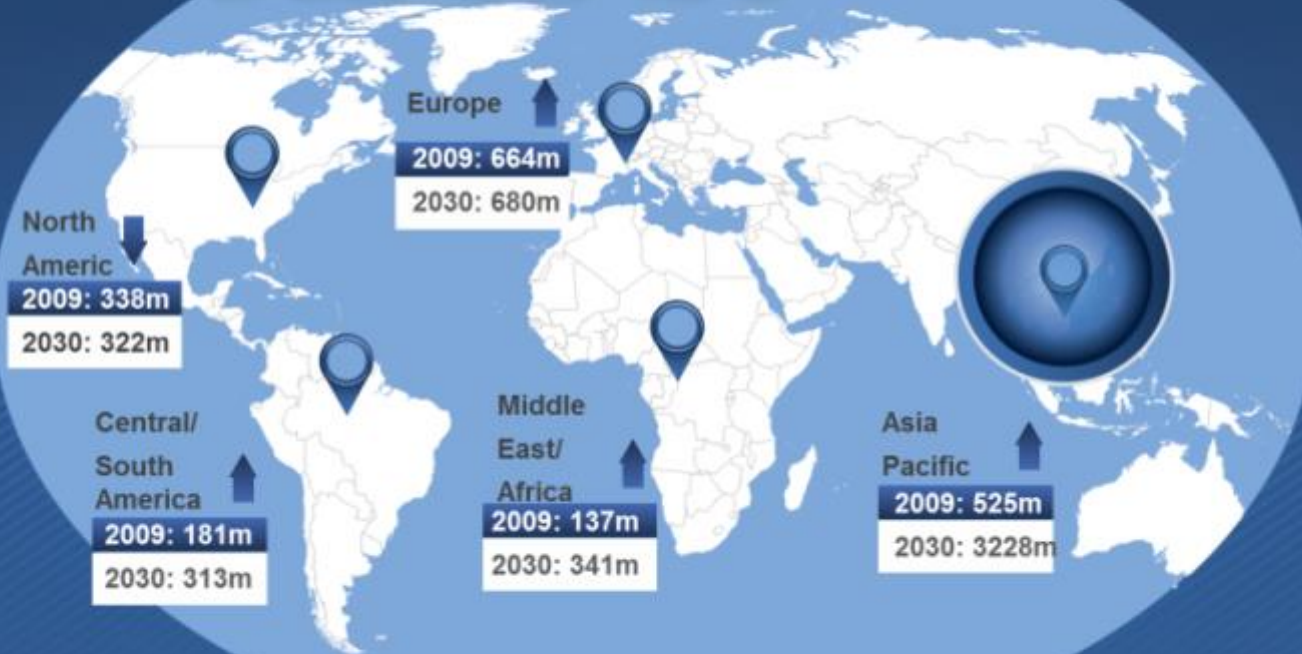 Europe
2009: 664m
2030: 680m
North
Americ
2009: 338m
2030: 322m
Central/
South
America
2009: 181m
2030: 313m
Middle
East/
Africa
2009: 137m
2030: 341m
Asia
Pacific
2009: 525m
2030: 3228m